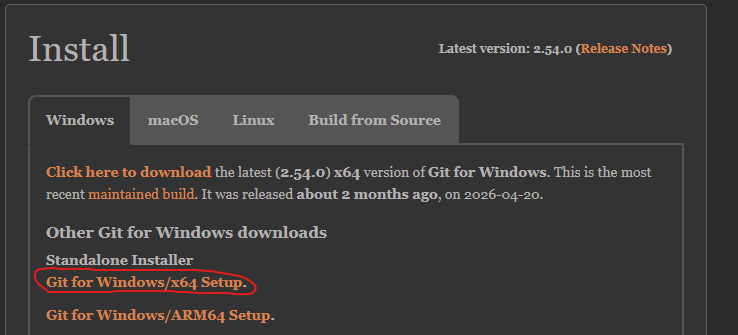 Install
Latest version: 2.54.0 (Release Notes)
Windows
macOS
Linux
Build from Source
Click here to download the latest (2.54.0) x64 version of Git for Windows. This is the most
recent maintained build. It was released about 2 months ago, on 2026-04-20.
Other Git for Windows downloads
Standalone Installer
Git for Windows/x64 Setup.
Git for Windows/ARM64 Setup.